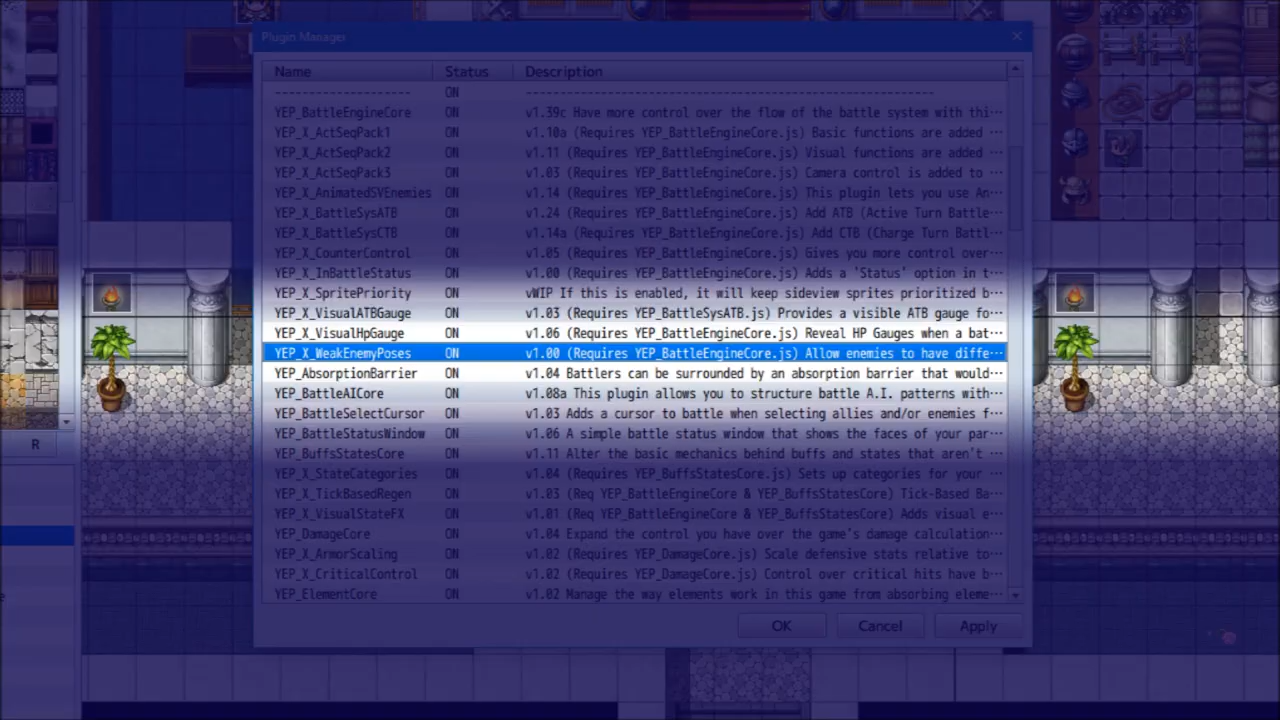 Plugin Manager
Name Status Description
------------------- ON ---------------------------------------------------------
YEP_BattleEngineCore ON v1.39c Have more control over the flow of the battle system with thi···
YEP_X_ActSeqPack1 ON v1.10a (Requires YEP_BattleEngineCore.js) Basic functions are added ···
YEP_X_ActSeqPack2 ON v1.11 (Requires YEP_BattleEngineCore.js) Visual functions are added ···
YEP_X_ActSeqPack3 ON v1.03 (Requires YEP_BattleEngineCore.js) Camera control is added to ···
YEP_X_AnimatedSVEnemies ON v1.14 (Requires YEP_BattleEngineCore.js) This plugin lets you use An···
YEP_X_BattleSysATB ON v1.24 (Requires YEP_BattleEngineCore.js) Add ATB (Active Turn Battle···
YEP_X_BattleSysCTB ON v1.14a (Requires YEP_BattleEngineCore.js) Add CTB (Charge Turn Battl···
YEP_X_CounterControl ON v1.05 (Requires YEP_BattleEngineCore.js) Gives you more control over···
YEP_X_InBattleStatus ON v1.00 (Requires YEP_BattleEngineCore.js) Adds a 'Status' option in t···
YEP_X_SpritePriority ON vWIP If this is enabled, it will keep sideview sprites prioritized b···
YEP_X_VisualATBGauge ON v1.03 (Requires YEP_BattleSysATB.js) Provides a visible ATB gauge fo···
YEP_X_VisualHpGauge ON v1.06 (Requires YEP_BattleEngineCore.js) Reveal HP Gauges when a bat···
YEP_X_WeakEnemyPoses ON v1.00 (Requires YEP_BattleEngineCore.js) Allow enemies to have diffe···
YEP_AbsorptionBarrier ON v1.04 Battlers can be surrounded by an absorption barrier that would···
YEP_BattleAICore ON v1.08a This plugin allows you to structure battle A.I. patterns with···
YEP_BattleSelectCursor ON v1.03 Adds a cursor to battle when selecting allies and/or enemies f···
YEP_BattleStatusWindow ON v1.06 A simple battle status window that shows the faces of your par···
YEP_BuffsStatesCore ON v1.11 Alter the basic mechanics behind buffs and states that aren't ···
YEP_X_StateCategories ON v1.04 (Requires YEP_BuffsStatesCore.js) Sets up categories for your ···
YEP_X_TickBasedRegen ON v1.03 (Req YEP_BattleEngineCore & YEP_BuffsStatesCore) Tick-Based Ba···
YEP_X_VisualStateFX ON v1.01 (Req YEP_BattleEngineCore & YEP_BuffsStatesCore) Adds visual e···
YEP_DamageCore ON v1.04 Expand the control you have over the game's damage calculation···
YEP_X_ArmorScaling ON v1.02 (Requires YEP_DamageCore.js) Scale defensive stats relative to···
YEP_X_CriticalControl ON v1.02 (Requires YEP_DamageCore.js) Control over critical hits have b···
YEP_ElementCore ON v1.02 Manage the way elements work in this game from absorbing eleme···
OK Cancel Apply
R